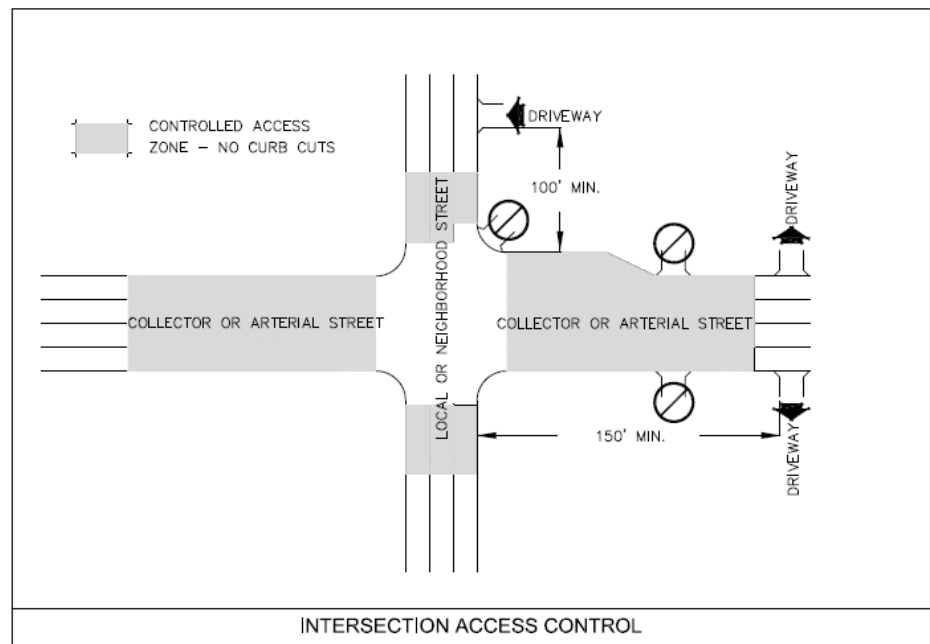 CONTROLLED ACCESS
ZONE - NO CURB CUTS
DRIVEWAY
100' MIN.
DRIVEWAY
LOCAL OR NEIGHBORHOOD STREET
COLLECTOR OR ARTERIAL STREET
COLLECTOR OR ARTERIAL STREET
150' MIN.
DRIVEWAY
INTERSECTION ACCESS CONTROL